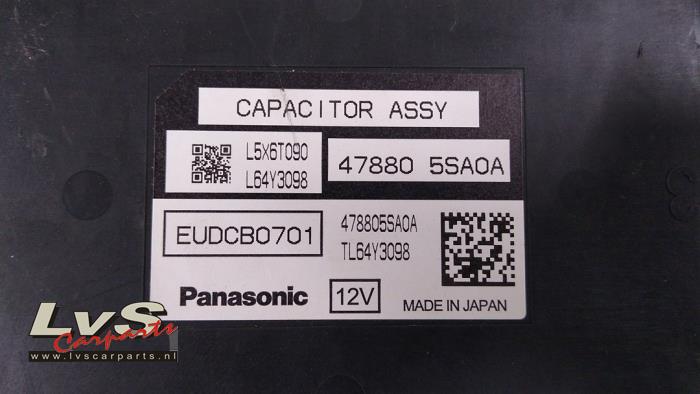 CAPACITOR ASSY
L5X6T090
L64Y3098
47880 5SA0A
EUDCB0701
478805SA0A
TL64Y3098
Panasonic
12V
MADE IN JAPAN
LvS
Carparts
www.lvscarparts.nl